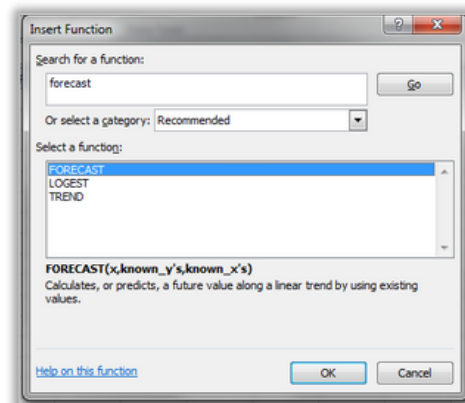 Insert Function
Search for a function:
forecast
Go
Or select a category: Recommended
Select a function:
FORECAST
LOGEST
TREND
FORECAST(x,known_y's,known_x's)
Calculates, or predicts, a future value along a linear trend by using existing
values.
Help on this function
OK Cancel